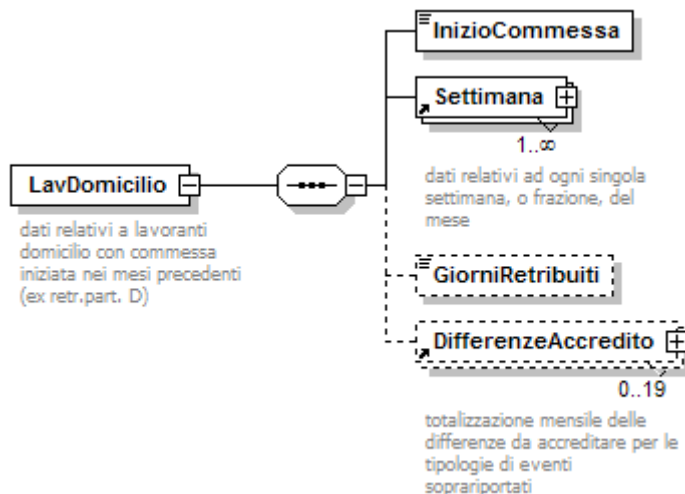 InizioCommessa
Settimana
1..∞
dati relativi ad ogni singola
settimana, o frazione, del
mese
LavDomicilio
dati relativi a lavoranti
domicilio con commessa
iniziata nei mesi precedenti
(ex retr.part. D)
GiorniRetribuiti
DifferenzeAccredito
0..19
totalizzazione mensile delle
differenze da accreditare per le
tipologie di eventi
soprariportati